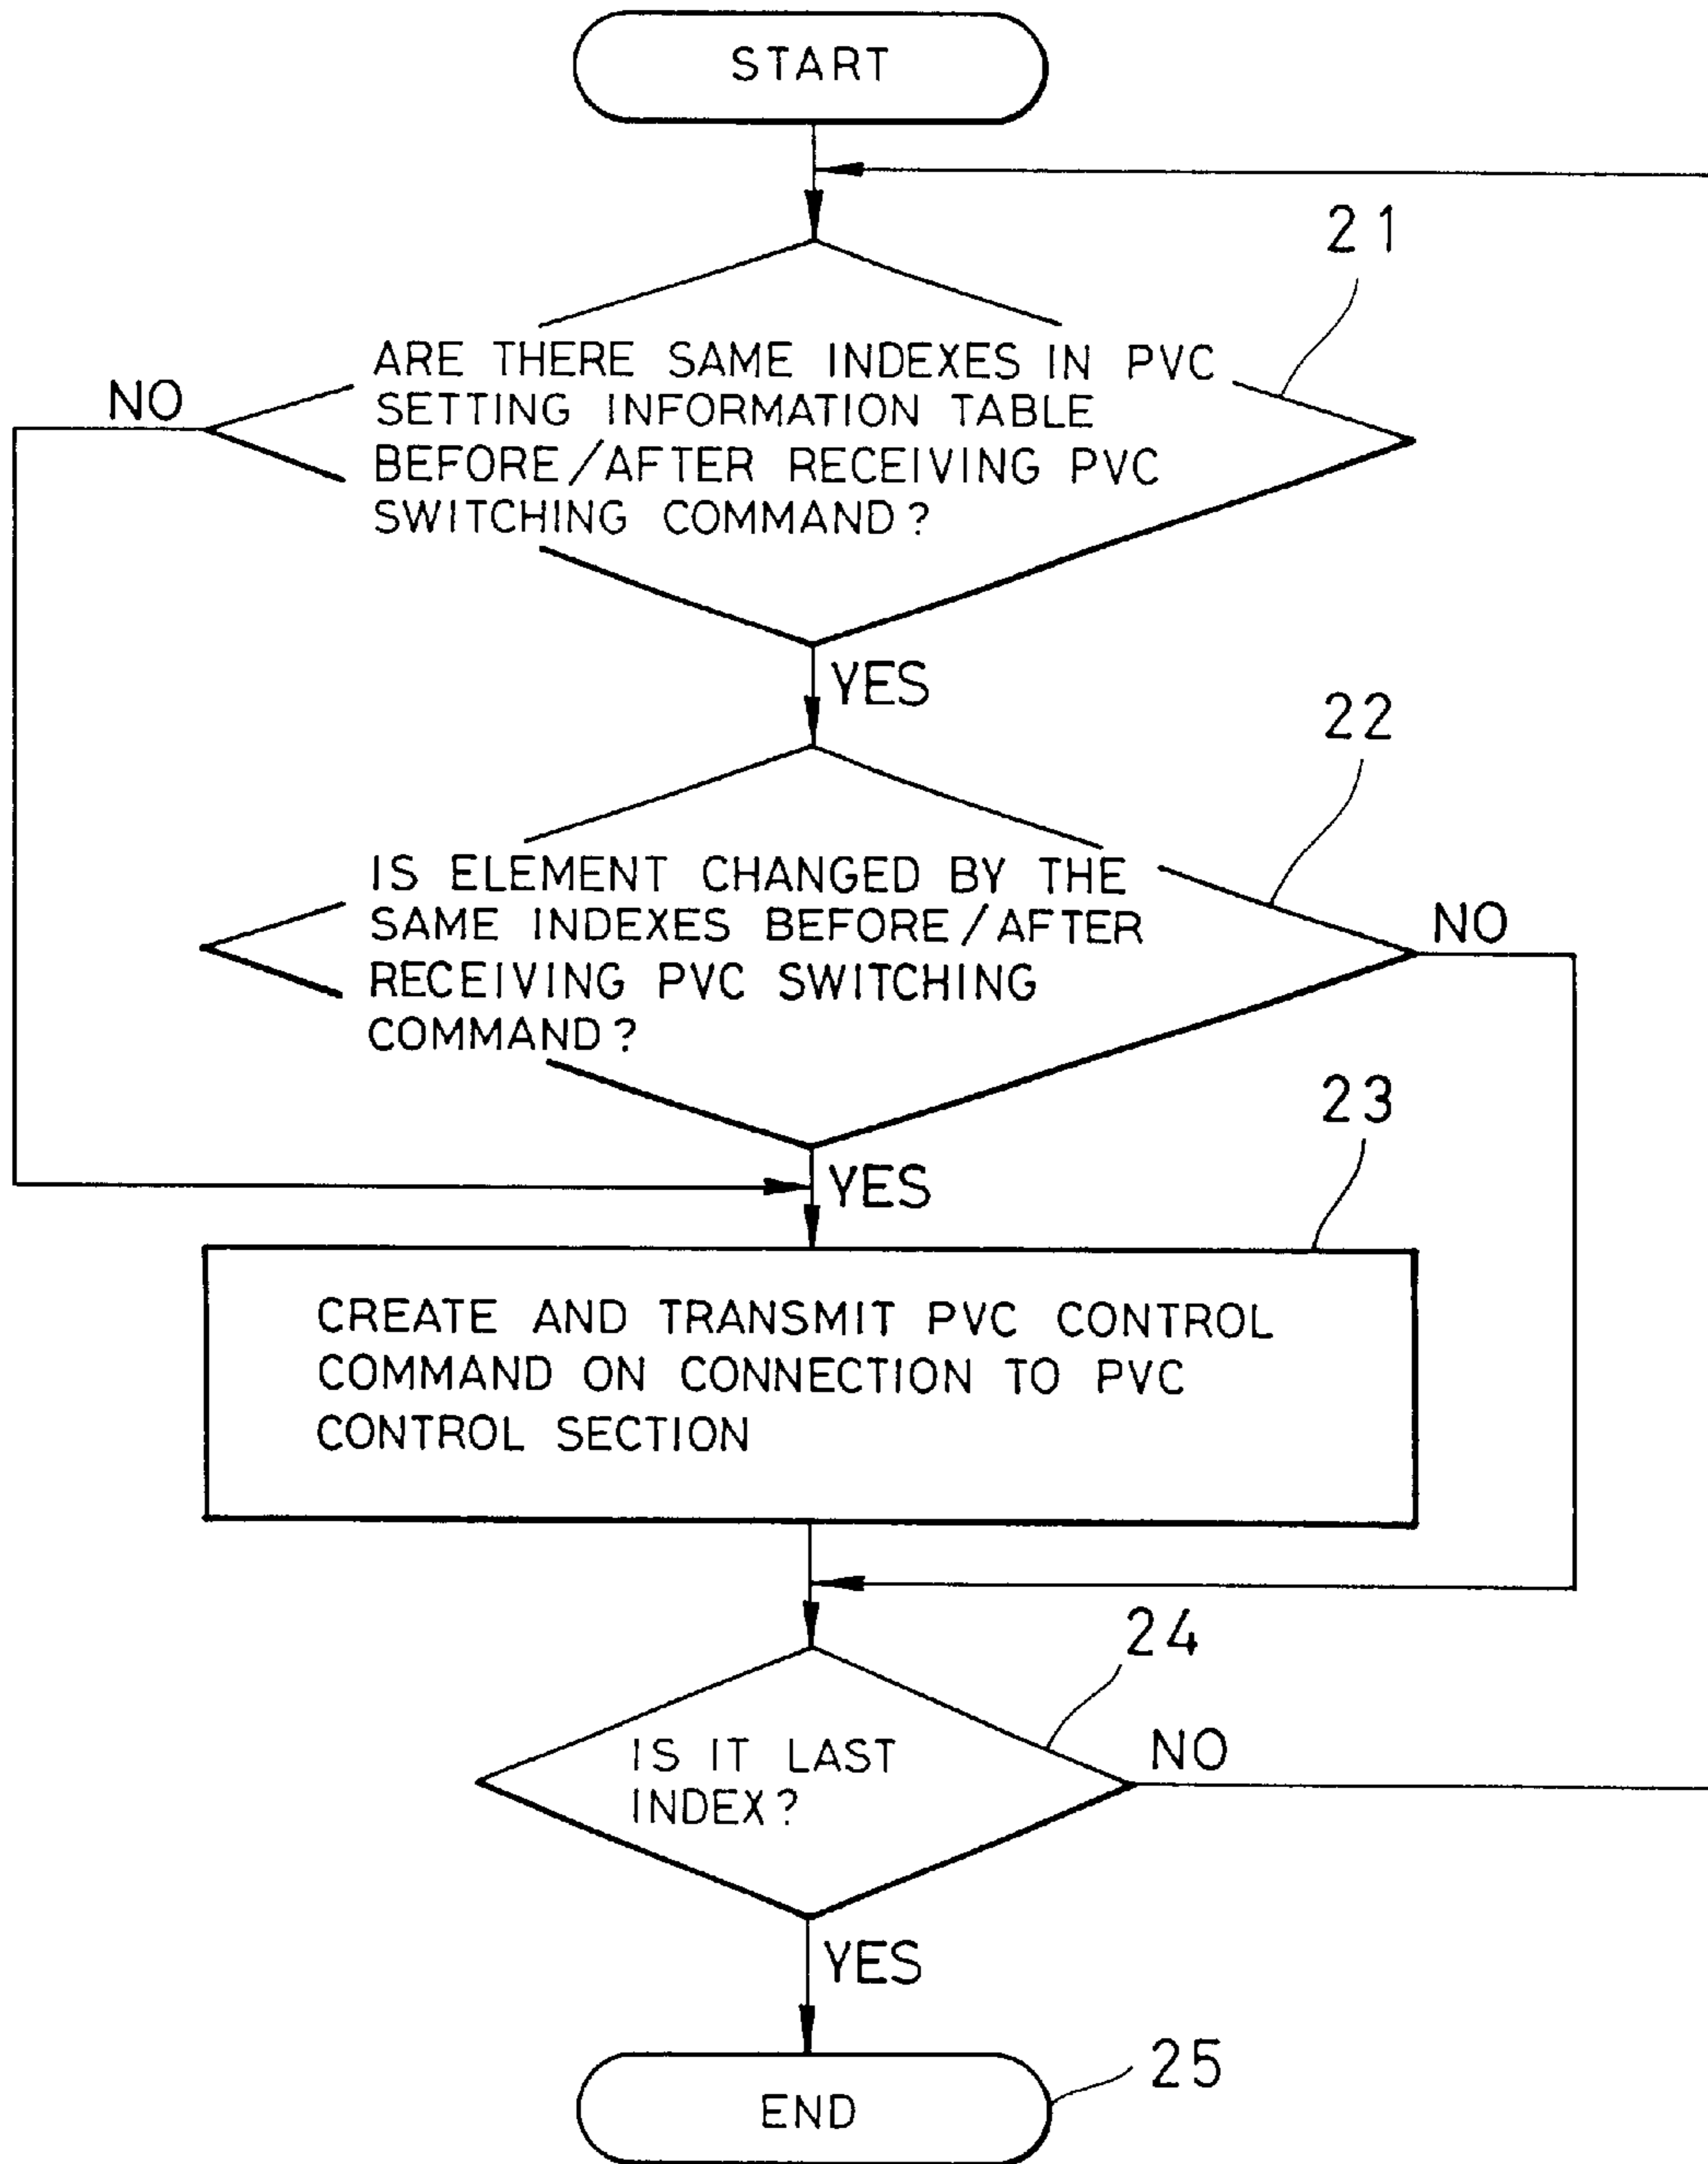 START
21
ARE THERE SAME INDEXES IN PVC
SETTING INFORMATION TABLE
BEFORE/AFTER RECEIVING PVC
SWITCHING COMMAND?
NO
YES
22
IS ELEMENT CHANGED BY THE
SAME INDEXES BEFORE/AFTER
RECEIVING PVC SWITCHING
COMMAND?
NO
YES
23
CREATE AND TRANSMIT PVC CONTROL
COMMAND ON CONNECTION TO PVC
CONTROL SECTION
24
IS IT LAST
INDEX?
NO
YES
END
25